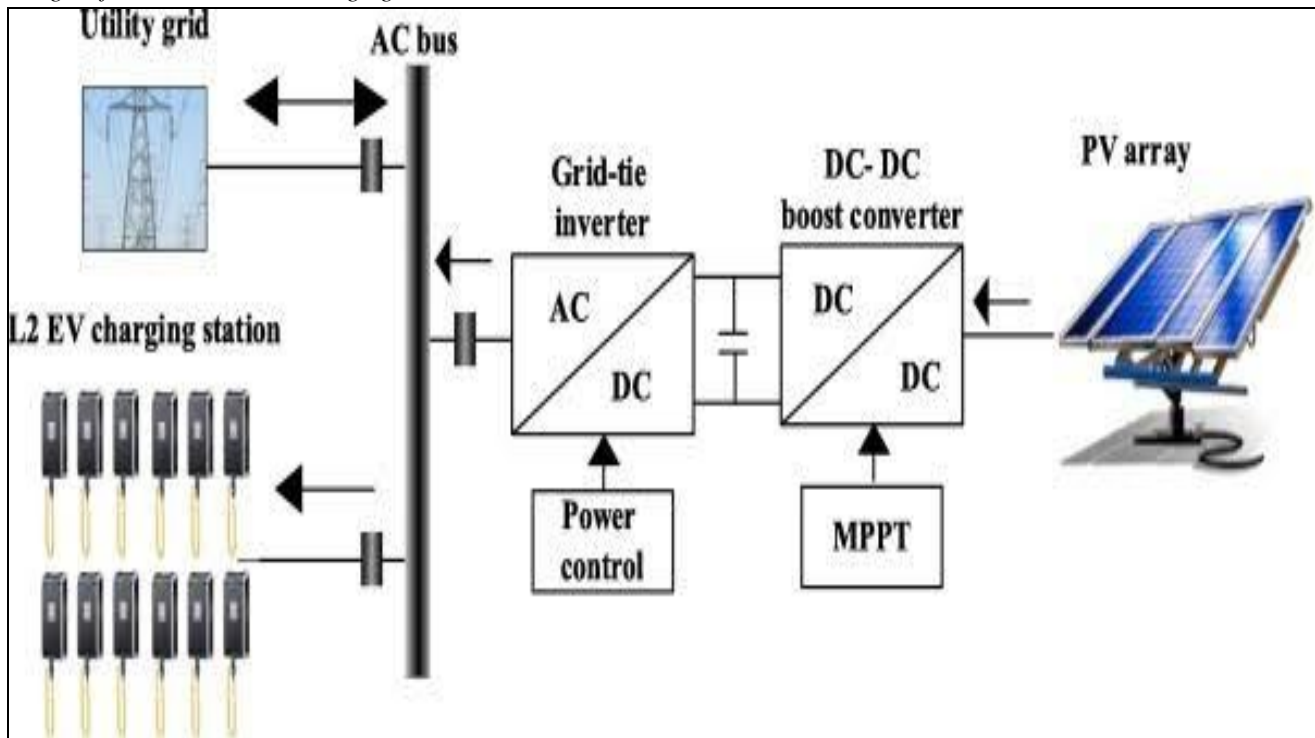 Utility grid
AC bus
Grid-tie
inverter
DC- DC
boost converter
PV array
AC
DC
DC
DC
L2 EV charging station
Power
control
MPPT